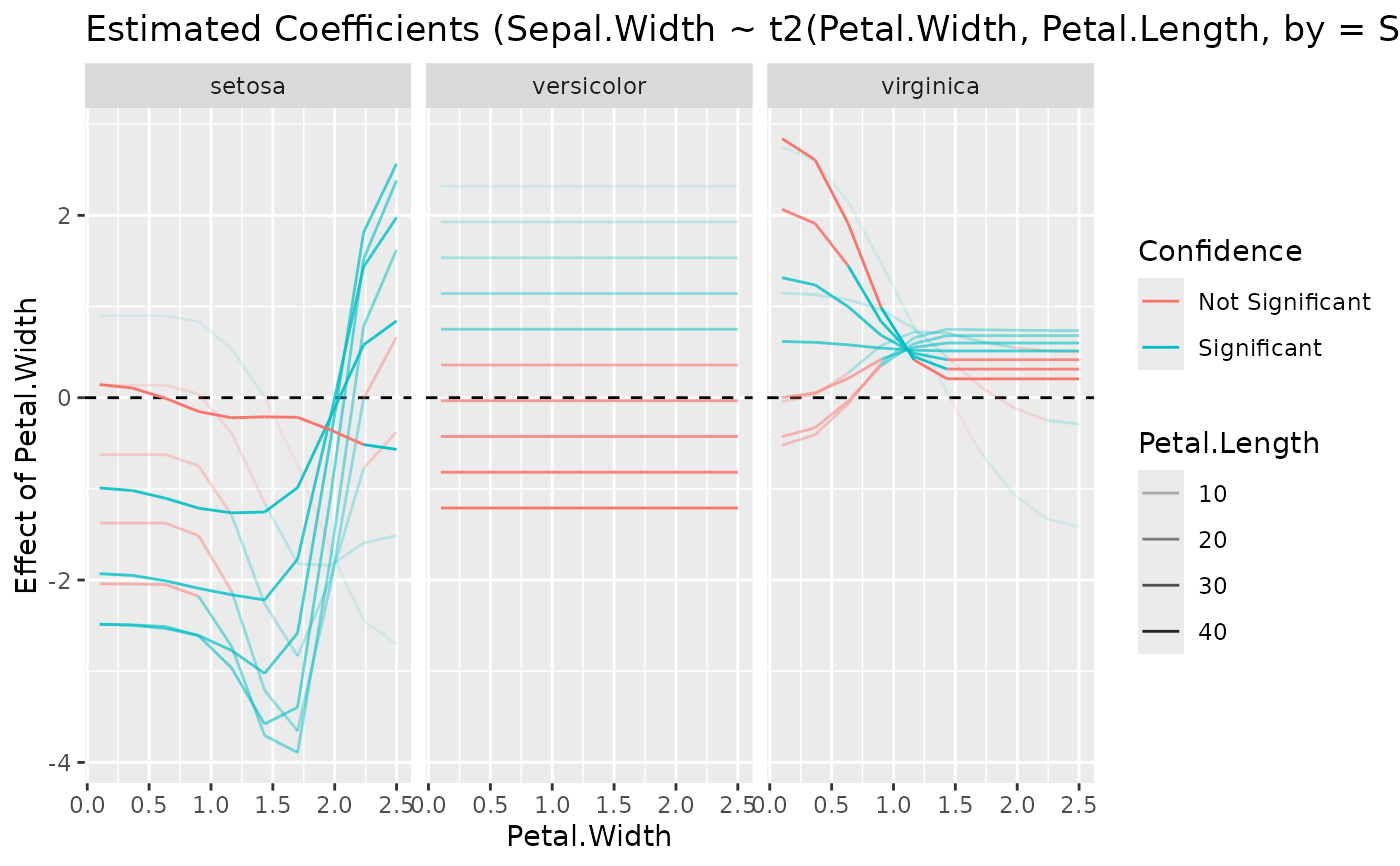 Estimated Coefficients (Sepal.Width ~ t2(Petal.Width, Petal.Length, by = S
setosa versicolor virginica
2
0
-2
-4
Effect of Petal.Width
0.0 0.5 1.0 1.5 2.0 2.5 0.0 0.5 1.0 1.5 2.0 2.5 0.0 0.5 1.0 1.5 2.0 2.5
Petal.Width
Confidence
Not Significant
Significant
Petal.Length
10
20
30
40